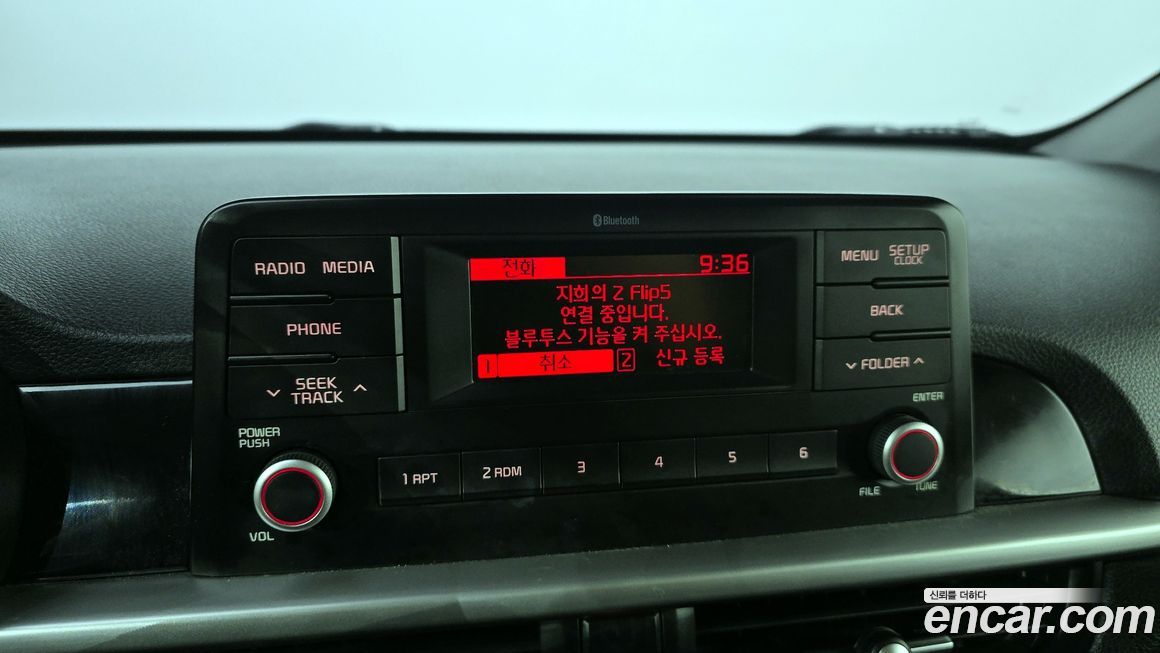 Bluetooth
RADIO MEDIA
PHONE
SEEK
TRACK
전화 9:36
지희의 Z Flip5
연결 중입니다.
블루투스 기능을 켜 주십시오.
1 취소 2 신규 등록
MENU SETUP
CLOCK
BACK
FOLDER
POWER
PUSH
VOL
1 RPT 2 RDM 3 4 5 6
ENTER
FILE TUNE
신뢰를 더하다
encar.com